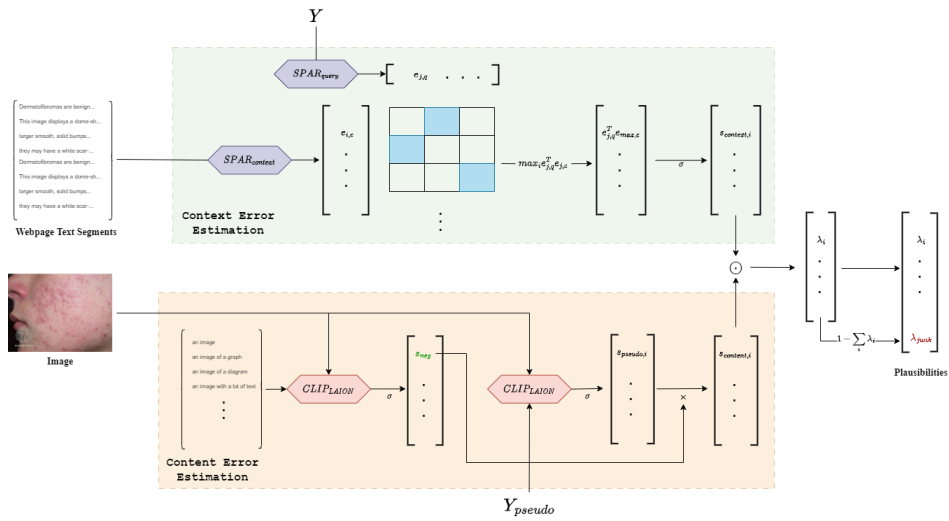 Y
SPAR_query
[ e_{j,q} . . . ]
Dermatofibromas are benign...
This image displays a dome-sh...
larger smooth, solid bumps...
they may have a white scar-...
Dermatofibromas are benign...
This image displays a dome-sh...
larger smooth, solid bumps...
they may have a white scar-...
Webpage Text Segments
SPAR_context
e_{i,c}
max_i e^T_{j,q} e_{j,c}
e^T_{j,q} e_{max,c}
σ
s_{context,i}
Context Error
Estimation
⊙
λ_i
λ_i
1 − ∑_i λ_i
λ_junk
Plausibilities
Image
an image
an image of a graph
an image of a diagram
an image with a lot of text
CLIP_LAION
σ
s_neg
CLIP_LAION
σ
s_{pseudo,i}
×
s_{content,i}
Content Error
Estimation
Y_pseudo